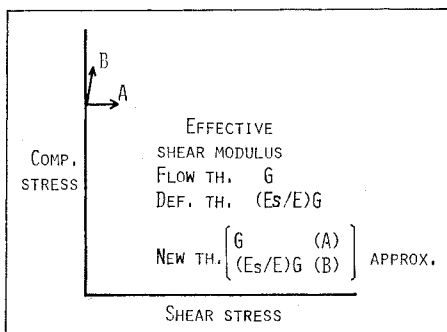 B
A
EFFECTIVE
SHEAR MODULUS
FLOW TH. G
DEF. TH. (Es/E)G
COMP.
STRESS
NEW TH. [ G (A)
(Es/E)G (B) ] APPROX.
SHEAR STRESS